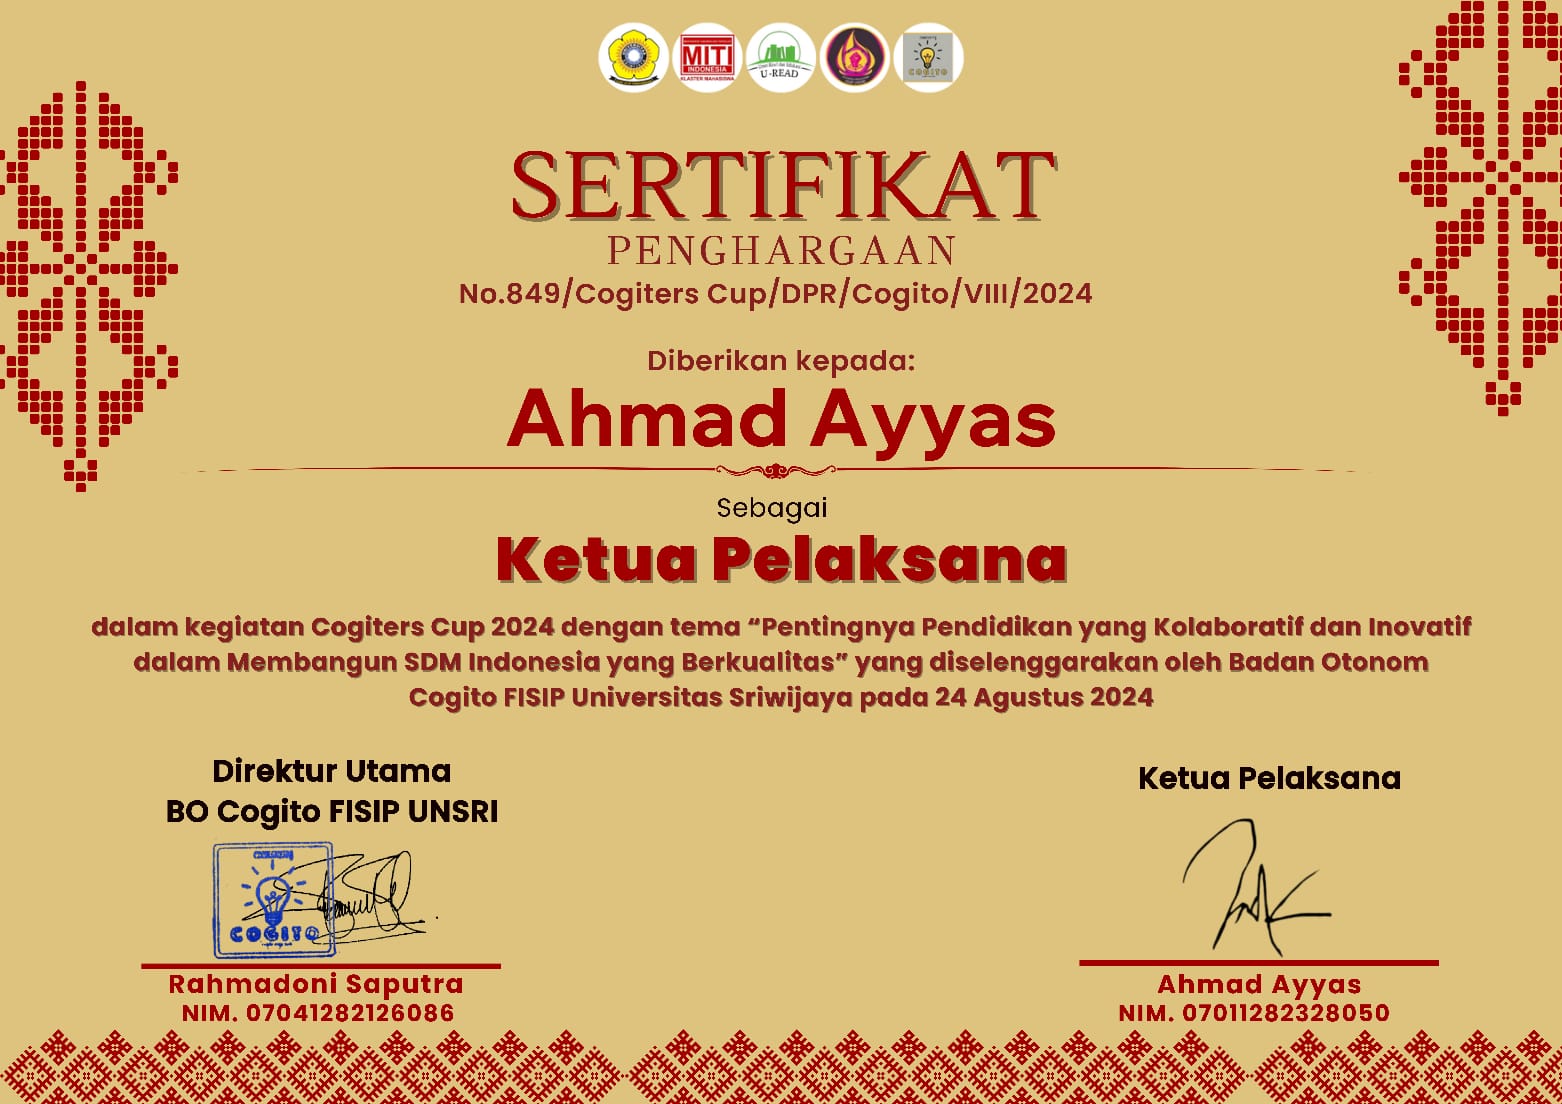 MITI
INDONESIA
KLASTER MAHASISWA
U-READ
COGITO
SERTIFIKAT
PENGHARGAAN
No.849/Cogiters Cup/DPR/Cogito/VIII/2024
Diberikan kepada:
Ahmad Ayyas
Sebagai
Ketua Pelaksana
dalam kegiatan Cogiters Cup 2024 dengan tema “Pentingnya Pendidikan yang Kolaboratif dan Inovatif
dalam Membangun SDM Indonesia yang Berkualitas” yang diselenggarakan oleh Badan Otonom
Cogito FISIP Universitas Sriwijaya pada 24 Agustus 2024
Direktur Utama
BO Cogito FISIP UNSRI
COGITO
Rahmadoni Saputra
NIM. 07041282126086
Ketua Pelaksana
Ahmad Ayyas
NIM. 07011282328050